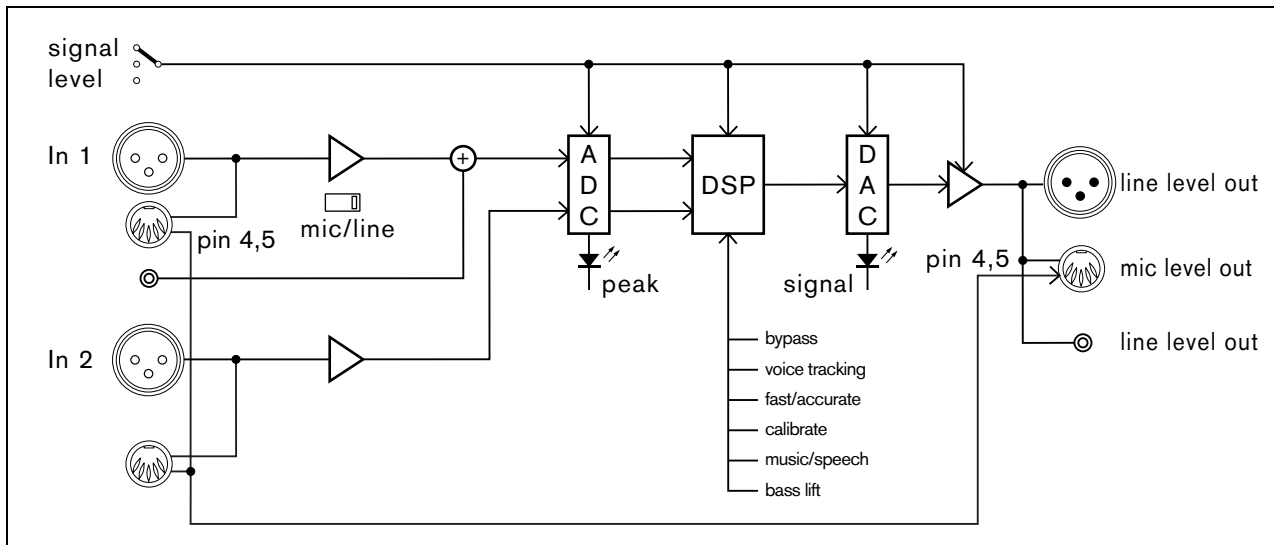 signal
level
In 1
pin 4,5
mic/line
+
A
D
C
peak
DSP
D
A
C
signal
pin 4,5
line level out
mic level out
line level out
In 2
bypass
voice tracking
fast/accurate
calibrate
music/speech
bass lift